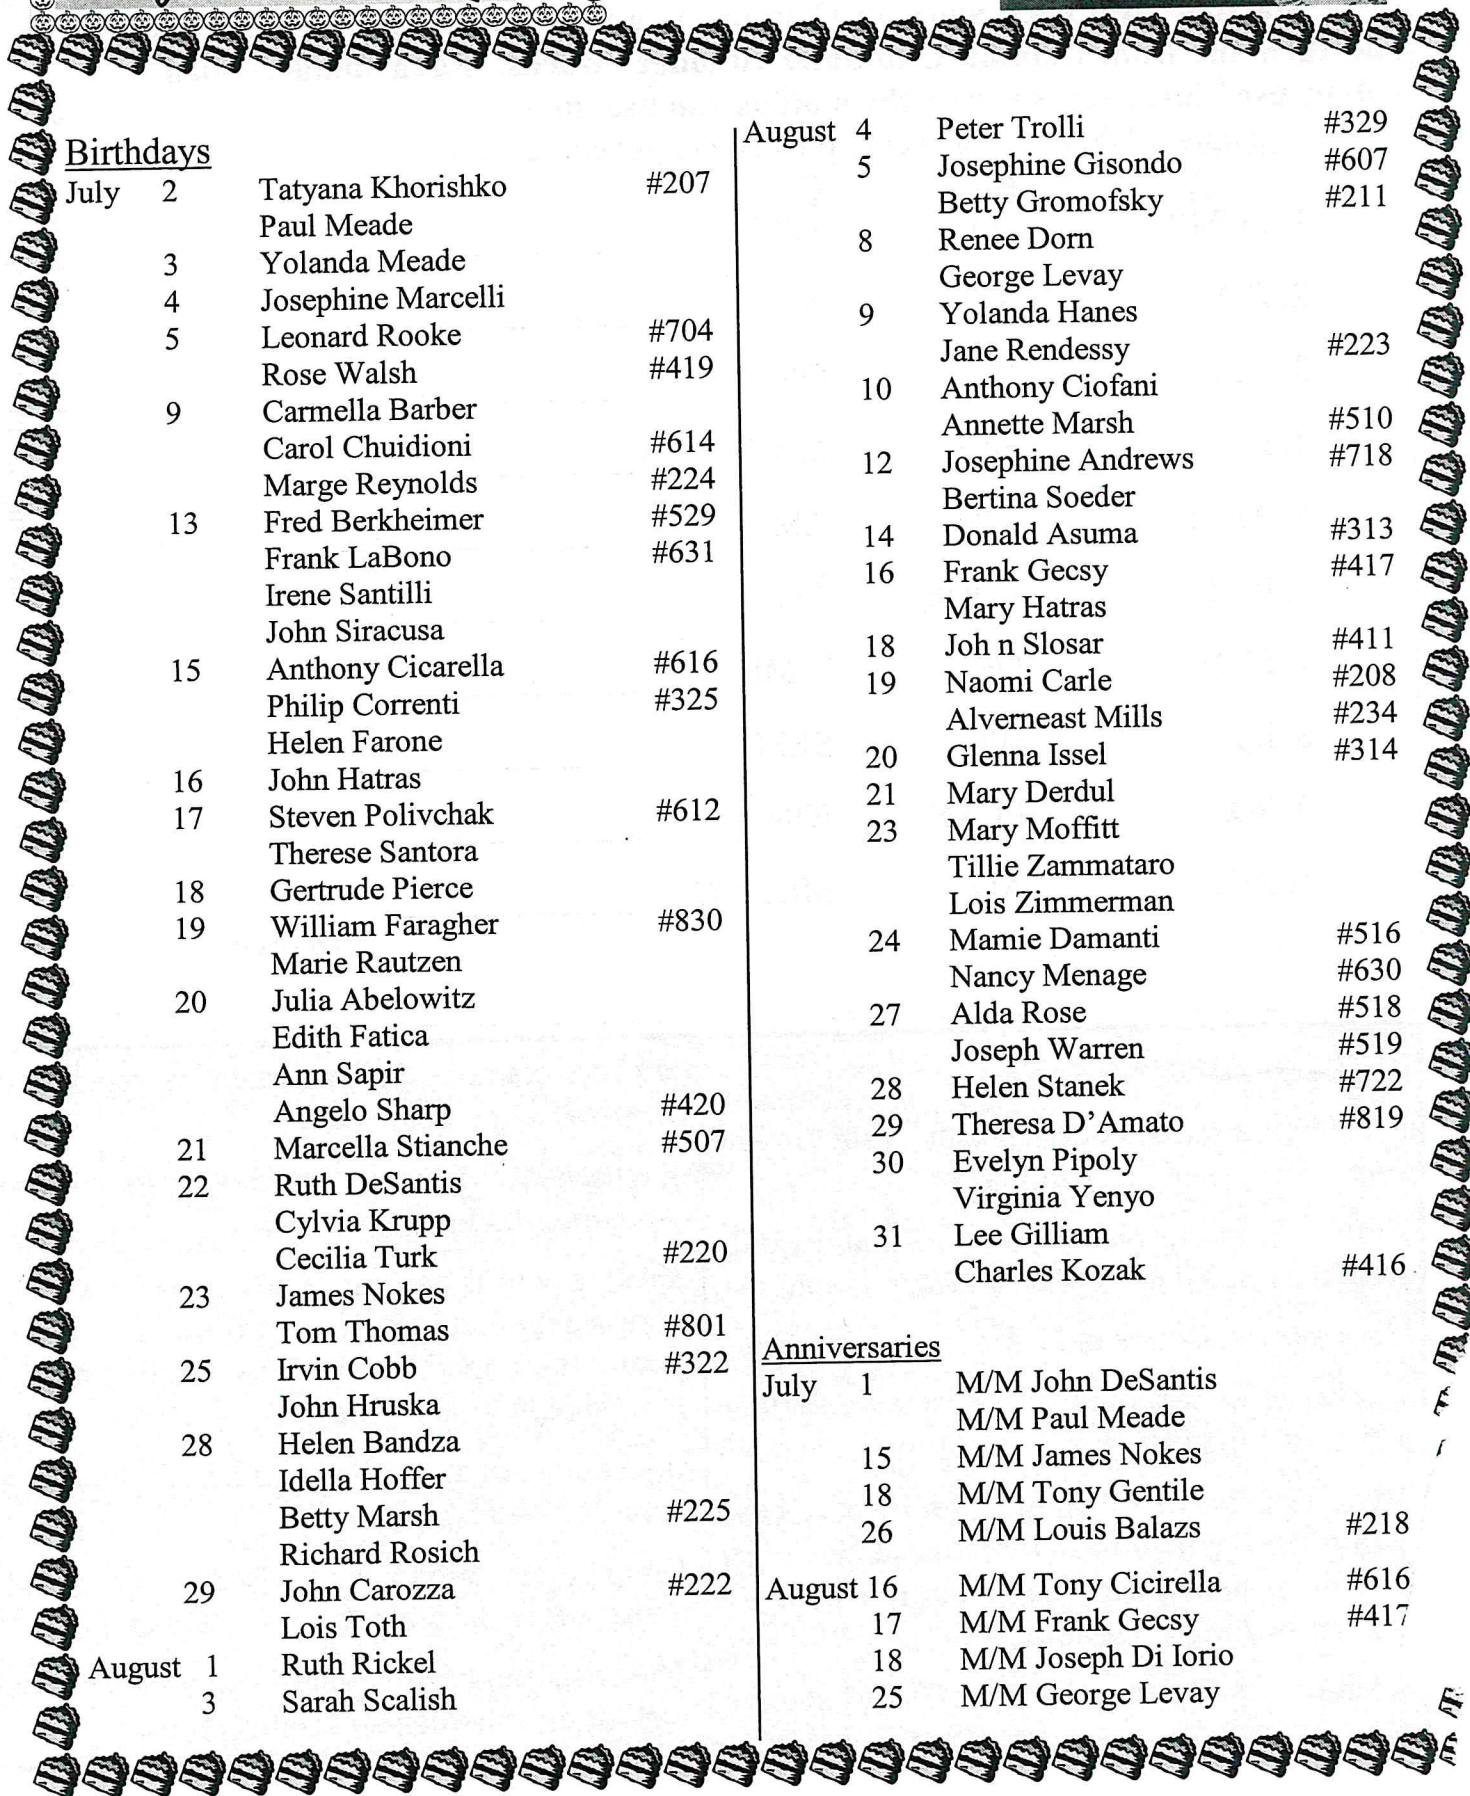 Birthdays
July 2 Tatyana Khorishko #207
Paul Meade
3 Yolanda Meade
4 Josephine Marcelli
5 Leonard Rooke #704
Rose Walsh #419
9 Carmella Barber
Carol Chuidioni #614
Marge Reynolds #224
13 Fred Berkheimer #529
Frank LaBono #631
Irene Santilli
John Siracusa
15 Anthony Cicarella #616
Philip Correnti #325
Helen Farone
16 John Hatras
17 Steven Polivchak #612
Therese Santora
18 Gertrude Pierce
19 William Faragher #830
Marie Rautzen
20 Julia Abelowitz
Edith Fatica
Ann Sapir
Angelo Sharp #420
21 Marcella Stianche #507
22 Ruth DeSantis
Cylvia Krupp
Cecilia Turk #220
23 James Nokes
Tom Thomas #801
25 Irvin Cobb #322
John Hruska
28 Helen Bandza
Idella Hoffer
Betty Marsh #225
Richard Rosich
29 John Carozza #222
Lois Toth
August 1 Ruth Rickel
3 Sarah Scalish
August 4 Peter Trolli #329
5 Josephine Gisondo #607
Betty Gromofsky #211
8 Renee Dorn
George Levay
9 Yolanda Hanes
Jane Rendessy #223
10 Anthony Ciofani
Annette Marsh #510
12 Josephine Andrews #718
Bertina Soeder
14 Donald Asuma #313
16 Frank Gecsy #417
Mary Hatras
18 Joh n Slosar #411
19 Naomi Carle #208
Alverneast Mills #234
20 Glenna Issel #314
21 Mary Derdul
23 Mary Moffitt
Tillie Zammataro
Lois Zimmerman
24 Mamie Damanti #516
Nancy Menage #630
27 Alda Rose #518
Joseph Warren #519
28 Helen Stanek #722
29 Theresa D'Amato #819
30 Evelyn Pipoly
Virginia Yenyo
31 Lee Gilliam
Charles Kozak #416
Anniversaries
July 1 M/M John DeSantis
M/M Paul Meade
15 M/M James Nokes
18 M/M Tony Gentile
26 M/M Louis Balazs #218
August 16 M/M Tony Cicirella #616
17 M/M Frank Gecsy #417
18 M/M Joseph Di Iorio
25 M/M George Levay